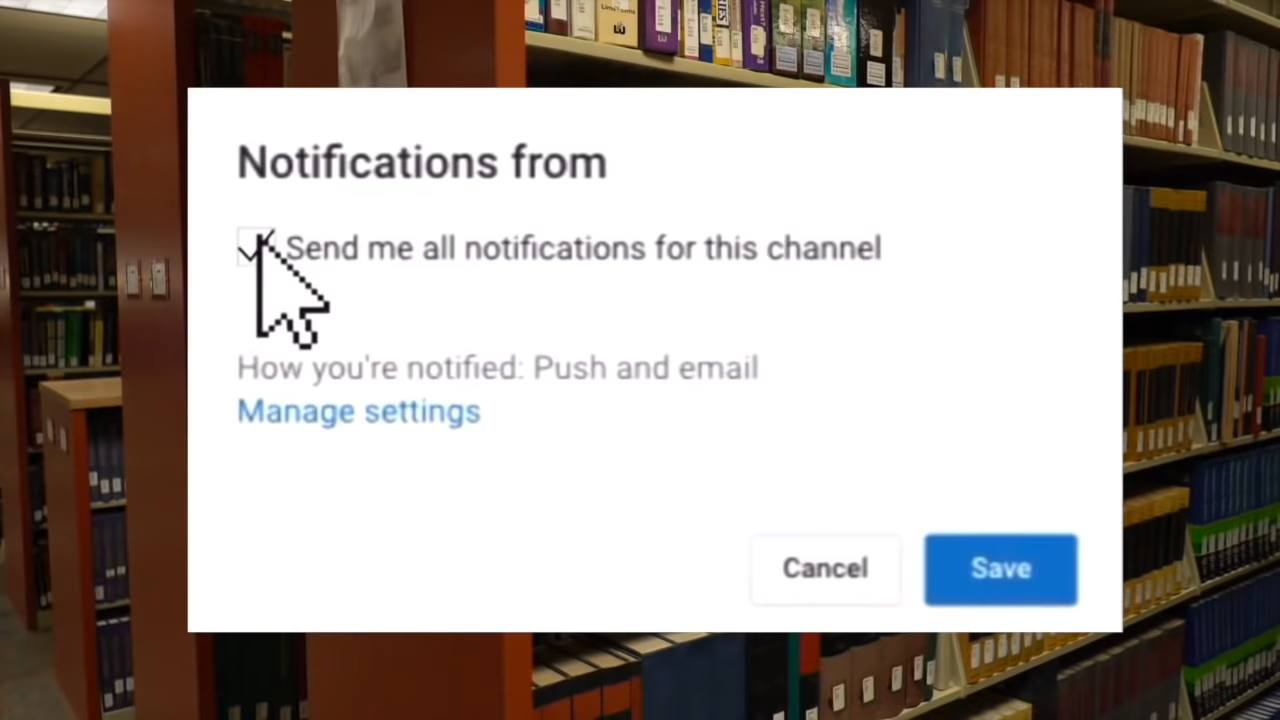 Notifications from
Send me all notifications for this channel
How you're notified: Push and email
Manage settings
Cancel
Save